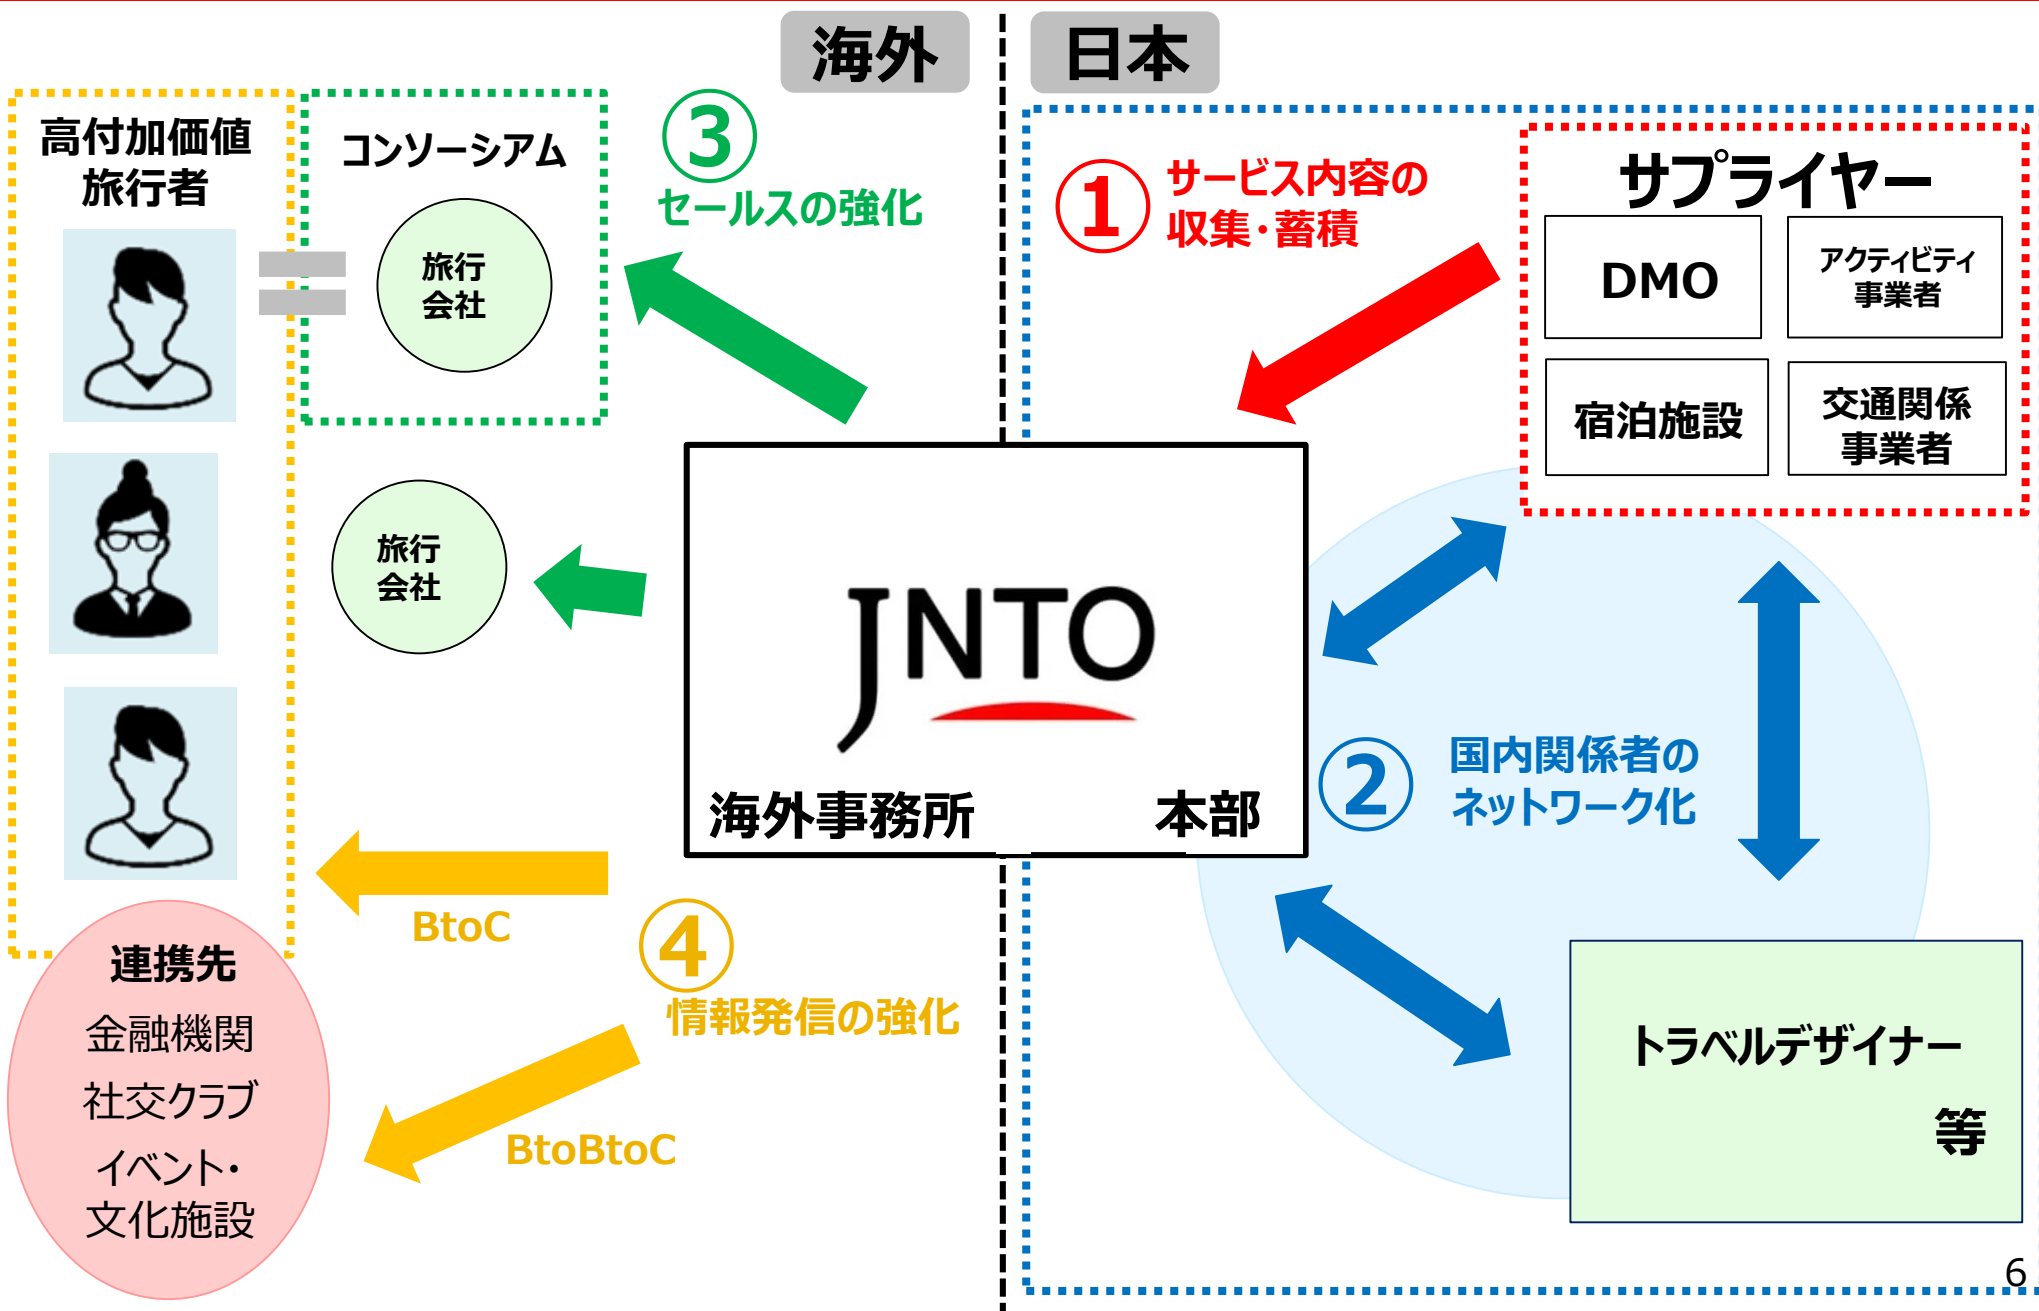 海外
日本
高付加価値
旅行者
コンソーシアム
旅行
会社
③
セールスの強化
①
サービス内容の
収集・蓄積
サプライヤー
DMO
アクティビティ
事業者
宿泊施設
交通関係
事業者
旅行
会社
JNTO
海外事務所
本部
②
国内関係者の
ネットワーク化
BtoC
④
情報発信の強化
BtoBtoC
連携先
金融機関
社交クラブ
イベント・
文化施設
トラベルデザイナー
等
6